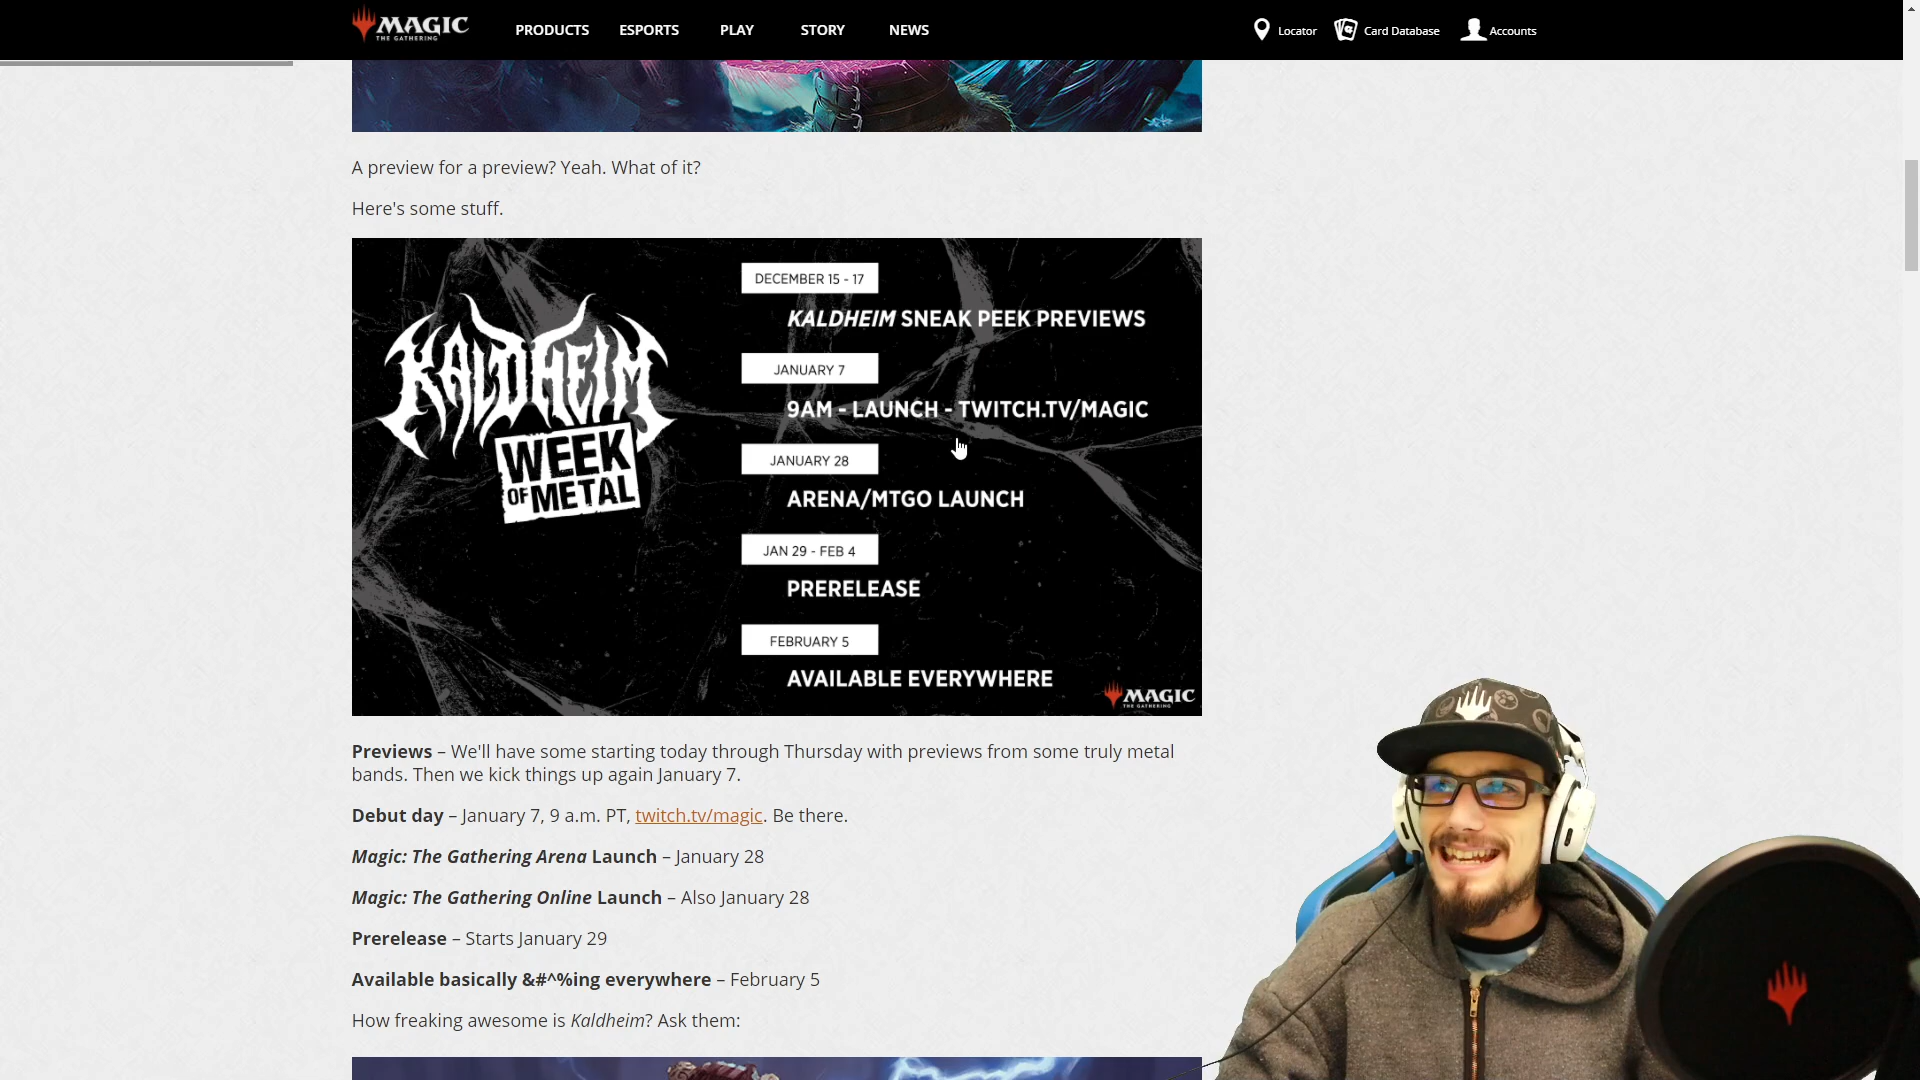 MAGIC
THE GATHERING
PRODUCTS ESPORTS PLAY STORY NEWS
Locator Card Database Accounts
A preview for a preview? Yeah. What of it?
Here's some stuff.
KALDHEIM
WEEK
OF METAL
DECEMBER 15 - 17
KALDHEIM SNEAK PEEK PREVIEWS
JANUARY 7
9AM - LAUNCH - TWITCH.TV/MAGIC
JANUARY 28
ARENA/MTGO LAUNCH
JAN 29 - FEB 4
PRERELEASE
FEBRUARY 5
AVAILABLE EVERYWHERE
MAGIC
THE GATHERING
Previews – We'll have some starting today through Thursday with previews from some truly metal
bands. Then we kick things up again January 7.
Debut day – January 7, 9 a.m. PT, twitch.tv/magic. Be there.
Magic: The Gathering Arena Launch – January 28
Magic: The Gathering Online Launch – Also January 28
Prerelease – Starts January 29
Available basically &#^%ing everywhere – February 5
How freaking awesome is Kaldheim? Ask them: